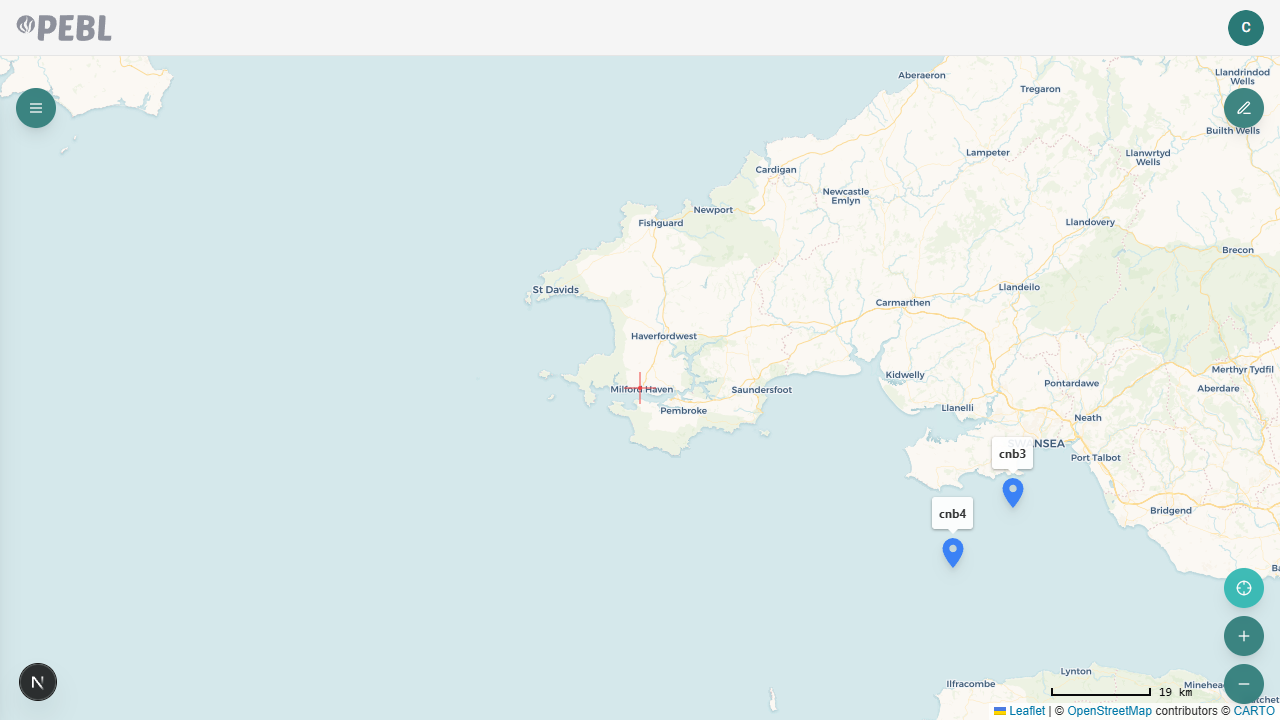 PEBL
C
Aberaeron
Llandrindod
Wells
Tregaron
Builth Wells
Lampeter
Llanwrtyd
Wells
Cardigan
Newcastle
Emlyn
Newport
Fishguard
Llandovery
Brecon
St Davids
Llandeilo
Carmarthen
Haverfordwest
Merthyr Tydfil
Kidwelly
Pontardawe
Aberdare
Milford Haven
Saundersfoot
Pembroke
Llanelli
Neath
SWANSEA
Port Talbot
cnb3
Bridgend
cnb4
Ba
Lynton
Ilfracombe
Minehea
19 km
atchet
N
Leaflet | © OpenStreetMap contributors © CARTO